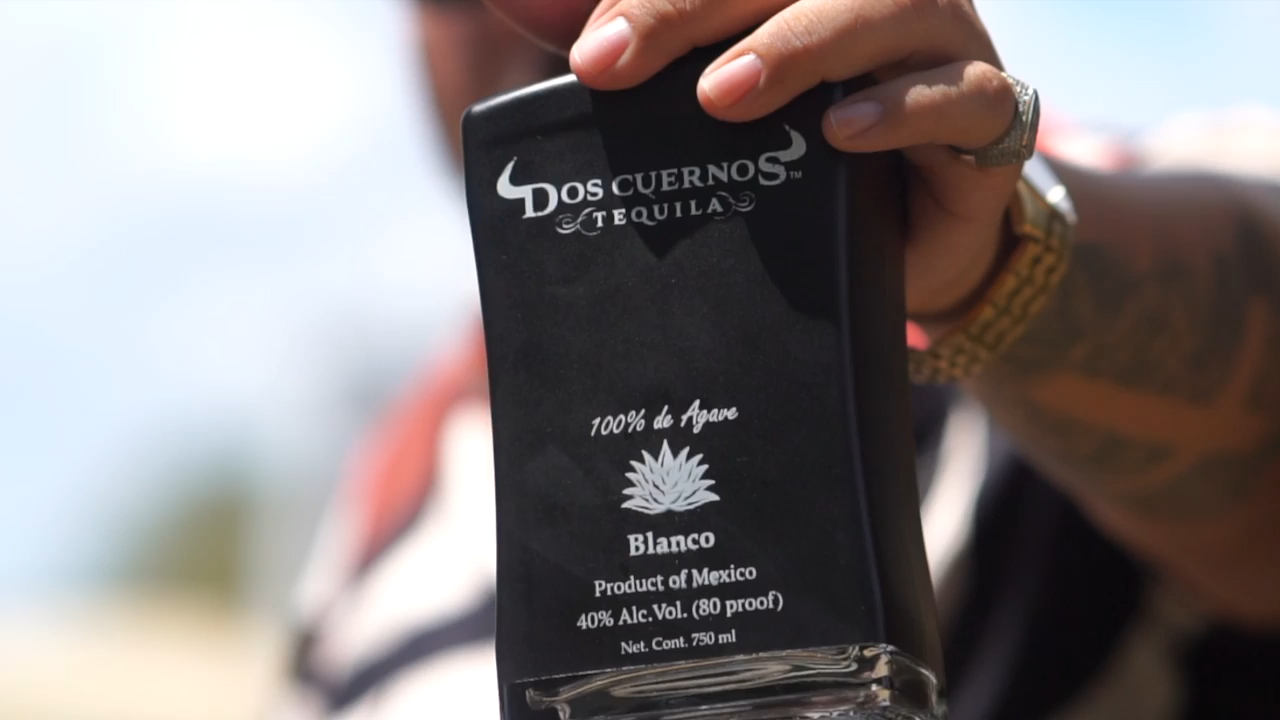 DOS CUERNOS™
TEQUILA
100% de Agave
Blanco
Product of Mexico
40% Alc.Vol. (80 proof)
Net. Cont. 750 ml